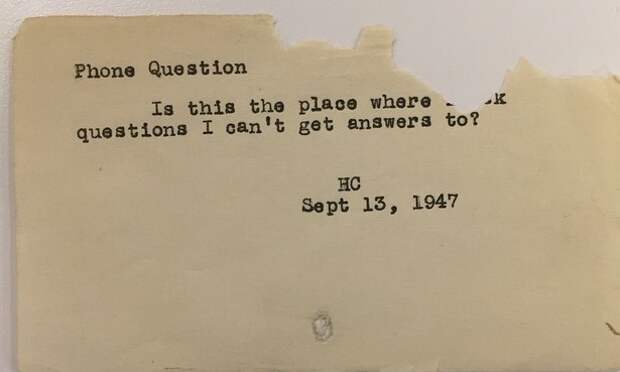 Phone Question
Is this the place where
questions I can't get answers to?
HC
Sept 13, 1947